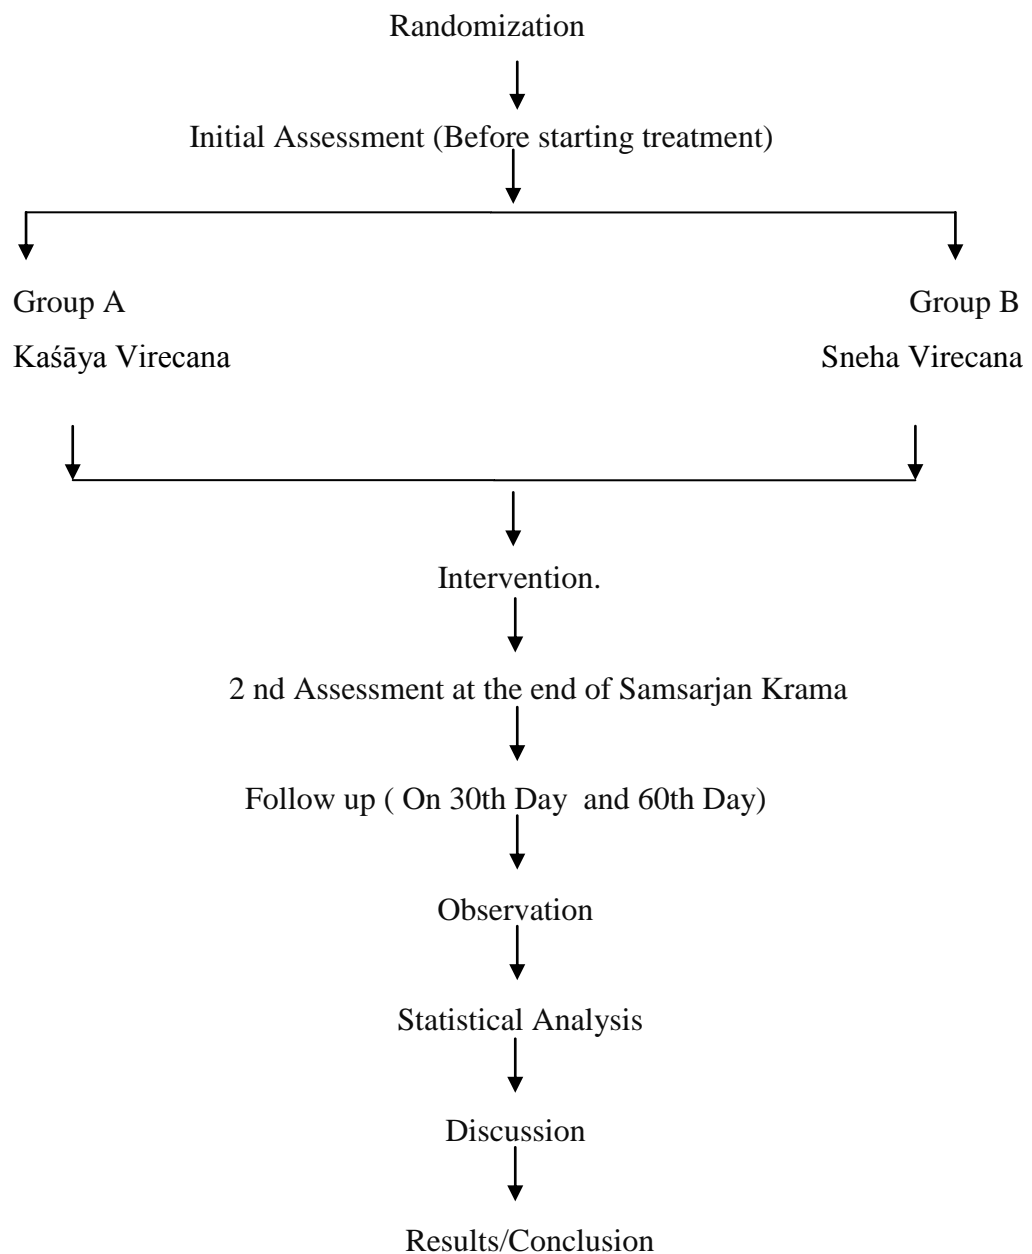 Randomization
Initial Assessment (Before starting treatment)
Group A
Group B
Kaśāya Virecana
Sneha Virecana
Intervention.
2 nd Assessment at the end of Samsarjan Krama
Follow up ( On 30th Day  and 60th Day)
Observation
Statistical Analysis
Discussion
Results/Conclusion